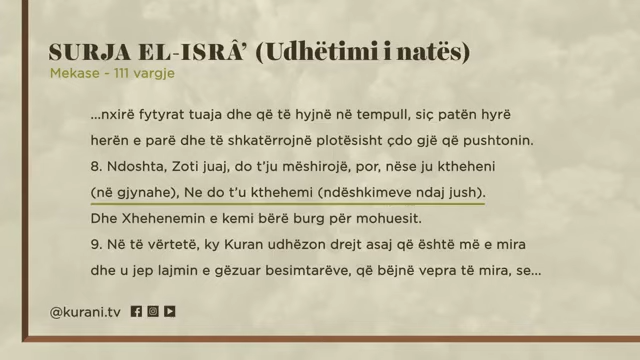 SURJA EL-ISRÂ’ (Udhëtimi i natës)
Mekase - 111 vargje
...nxirë fytyrat tuaja dhe që të hyjnë në tempull, siç patën hyrë
herën e parë dhe të shkatërrojnë plotësisht çdo gjë që pushtonin.
8. Ndoshta, Zoti juaj, do t’ju mëshirojë, por, nëse ju ktheheni
(në gjynahe), Ne do t’u kthehemi (ndëshkimeve ndaj jush).
Dhe Xhehenemin e kemi bërë burg për mohuesit.
9. Në të vërtetë, ky Kuran udhëzon drejt asaj që është më e mira
dhe u jep lajmin e gëzuar besimtarëve, që bëjnë vepra të mira, se...
@kurani.tv